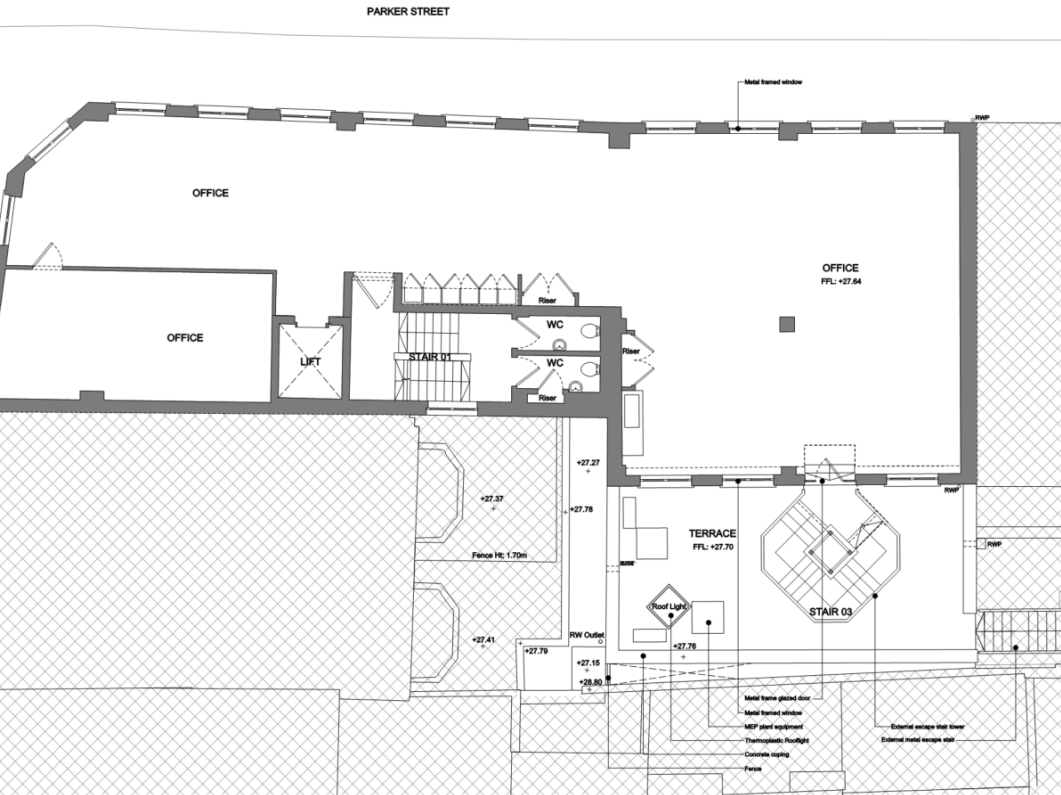 PARKER STREET
Metal framed window
RWP
OFFICE
OFFICE
FFL: +27.64
Riser
WC
OFFICE
LIFT
STAIR 01
Riser
WC
Riser
+27.27
+27.37
RWP
+27.78
TERRACE
FFL: +27.70
RWP
Fence Ht: 1.70m
Roof Light
STAIR 03
RW Outlet
+27.41
+27.79
+27.76
+27.15
+28.80
Metal frame glazed door
Metal framed window
MEP plant equipment
Thermoplastic Rooflight
Concrete coping
Fence
External escape stair tower
External metal escape stair